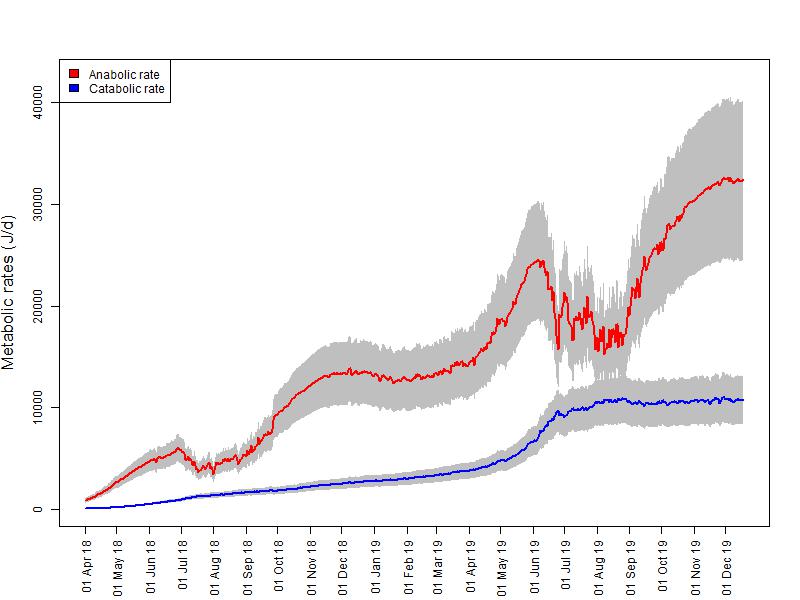 Anabolic rate
Catabolic rate
Metabolic rates (J/d)
40000
30000
20000
10000
0
01 Apr 18
01 May 18
01 Jun 18
01 Jul 18
01 Aug 18
01 Sep 18
01 Oct 18
01 Nov 18
01 Dec 18
01 Jan 19
01 Feb 19
01 Mar 19
01 Apr 19
01 May 19
01 Jun 19
01 Jul 19
01 Aug 19
01 Sep 19
01 Oct 19
01 Nov 19
01 Dec 19